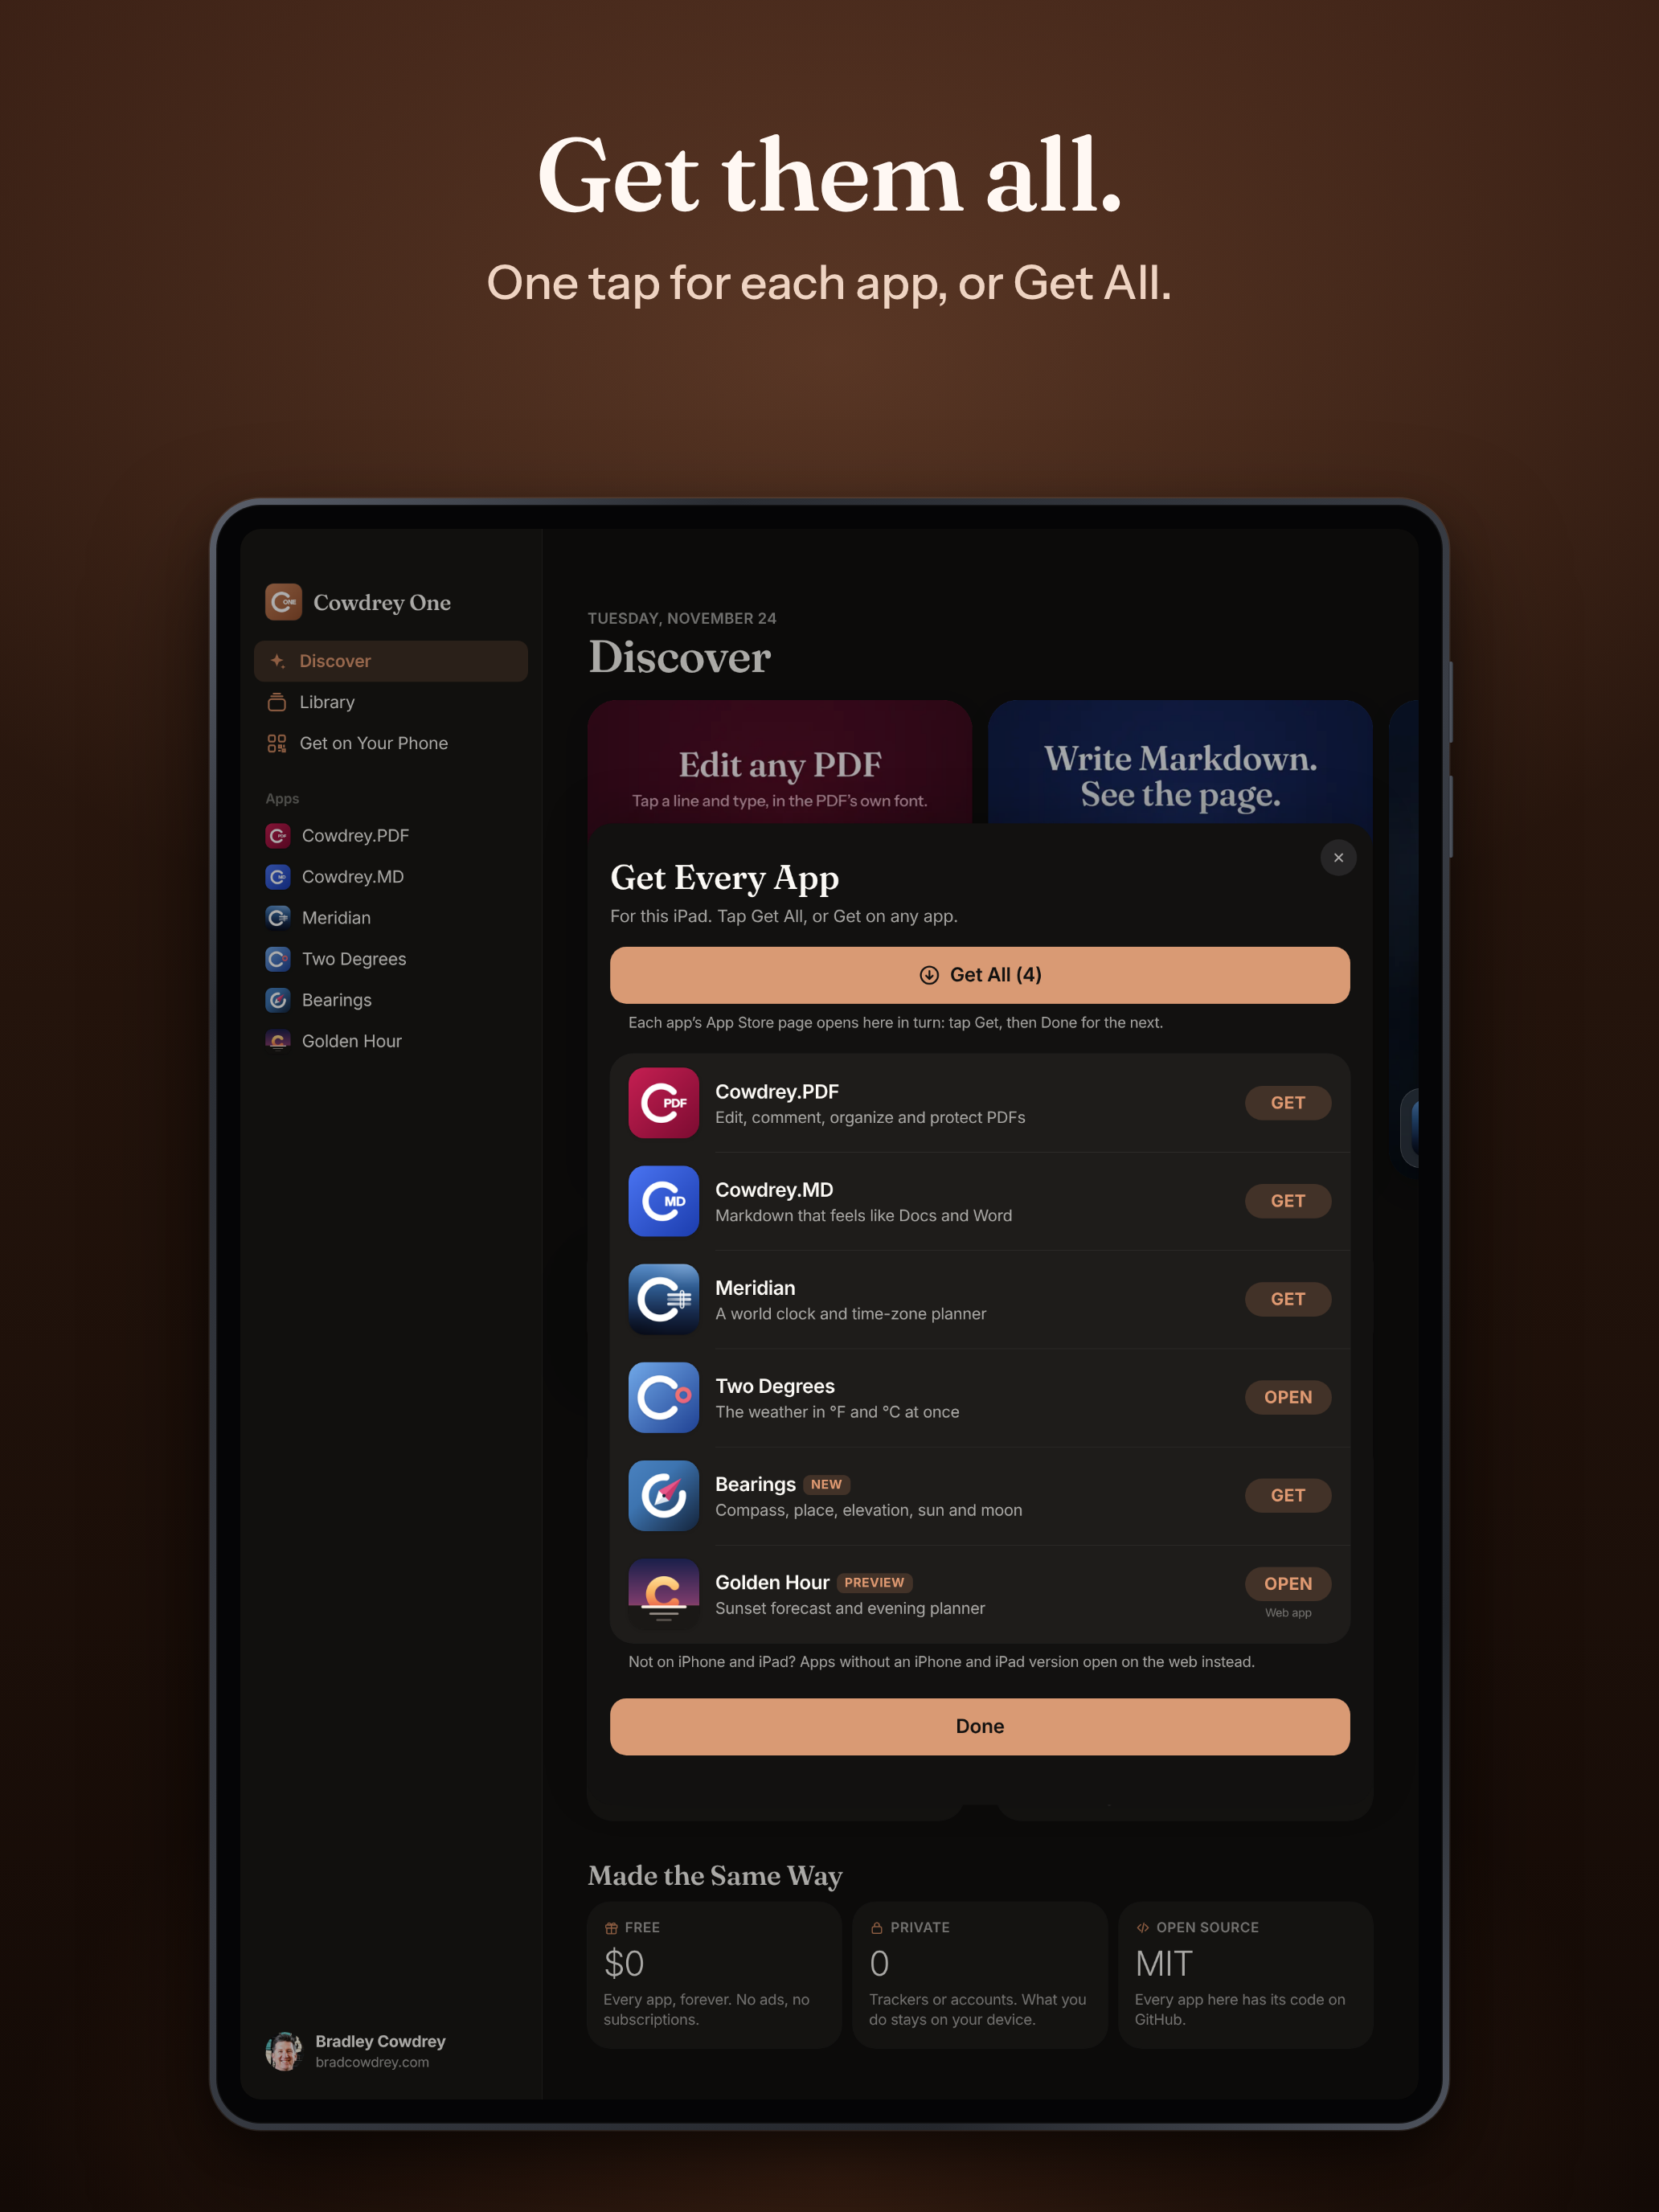 Get them all.
One tap for each app, or Get All.
Cowdrey One
Discover
Library
Get on Your Phone
Apps
Cowdrey.PDF
Cowdrey.MD
Meridian
Two Degrees
Bearings
Golden Hour
Bradley Cowdrey
bradcowdrey.com
TUESDAY, NOVEMBER 24
Discover
Edit any PDF
Tap a line and type, in the PDF’s own font.
Write Markdown.
See the page.
Get Every App
For this iPad. Tap Get All, or Get on any app.
Get All (4)
Each app’s App Store page opens here in turn: tap Get, then Done for the next.
PDF
Cowdrey.PDF
Edit, comment, organize and protect PDFs
GET
MD
Cowdrey.MD
Markdown that feels like Docs and Word
GET
Meridian
A world clock and time-zone planner
GET
Two Degrees
The weather in °F and °C at once
OPEN
Bearings NEW
Compass, place, elevation, sun and moon
GET
Golden Hour PREVIEW
Sunset forecast and evening planner
OPEN
Web app
Not on iPhone and iPad? Apps without an iPhone and iPad version open on the web instead.
Done
Made the Same Way
FREE
$0
Every app, forever. No ads, no
subscriptions.
PRIVATE
0
Trackers or accounts. What you
do stays on your device.
OPEN SOURCE
MIT
Every app here has its code on
GitHub.